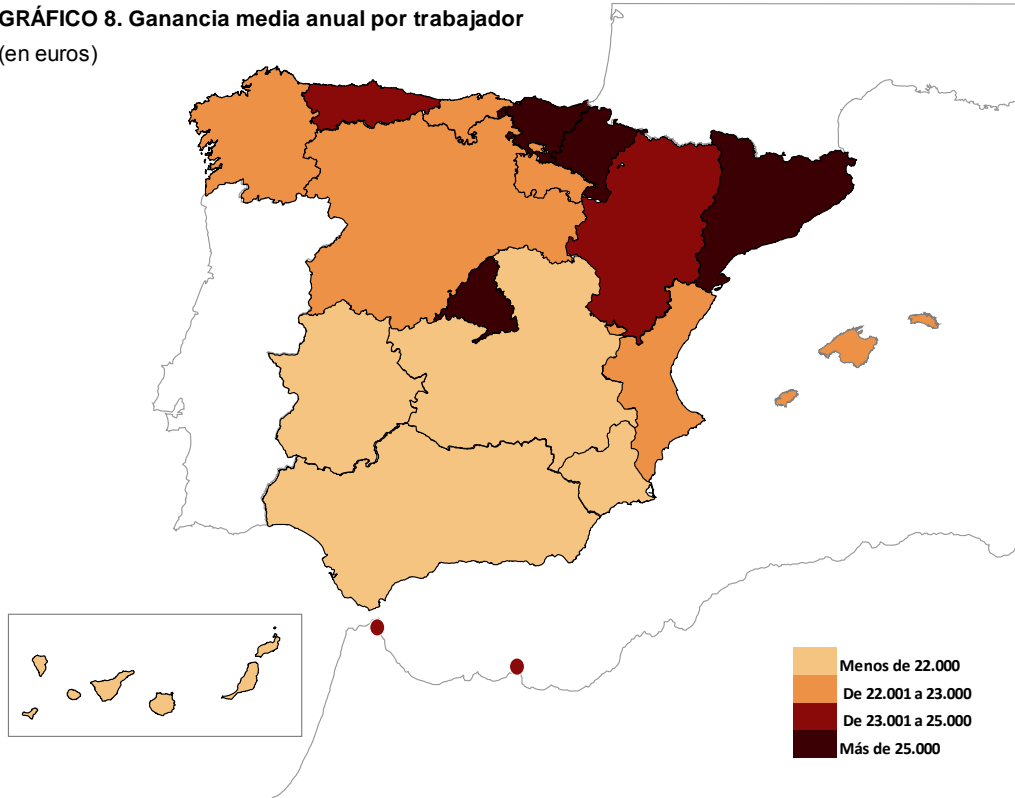 GRÁFICO 8. Ganancia media anual por trabajador
(en euros)
Menos de 22.000
De 22.001 a 23.000
De 23.001 a 25.000
Más de 25.000